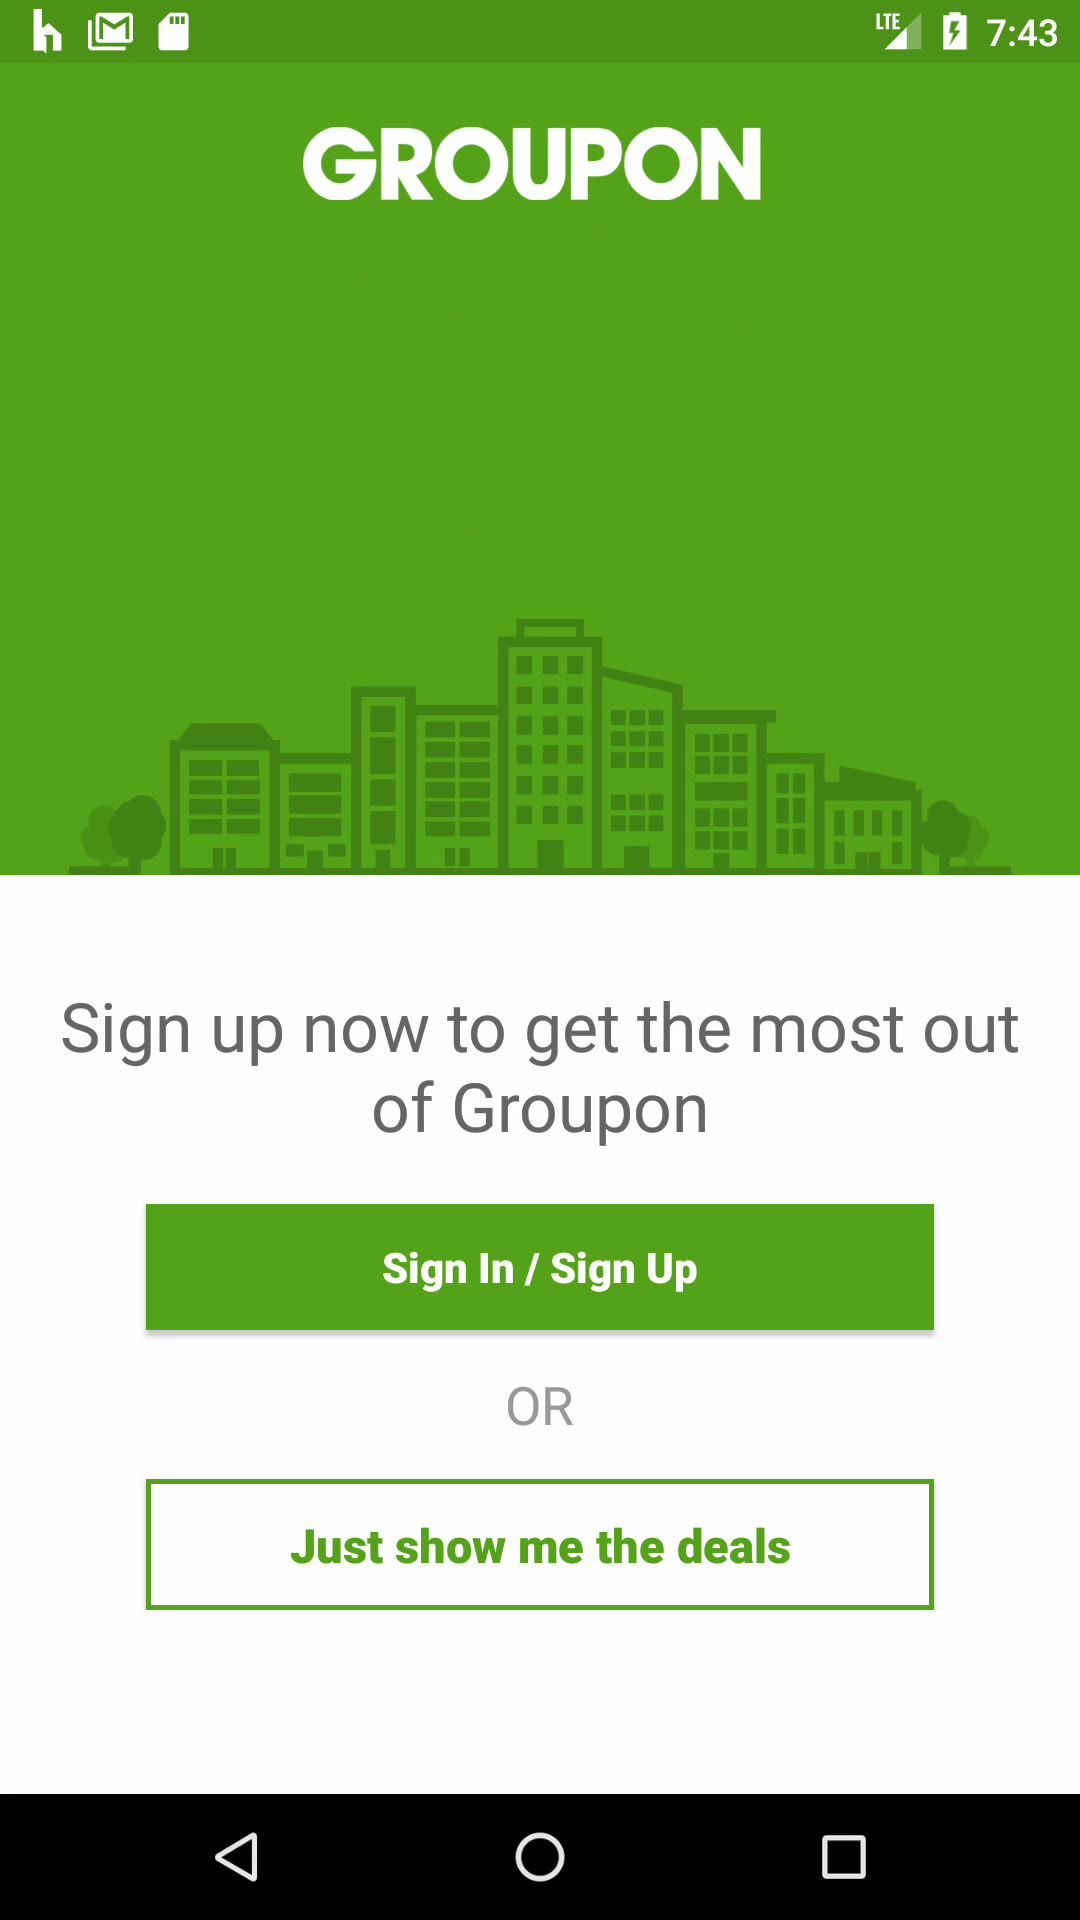 LTE 7:43
GROUPON
Sign up now to get the most out
of Groupon
Sign In / Sign Up
OR
Just show me the deals